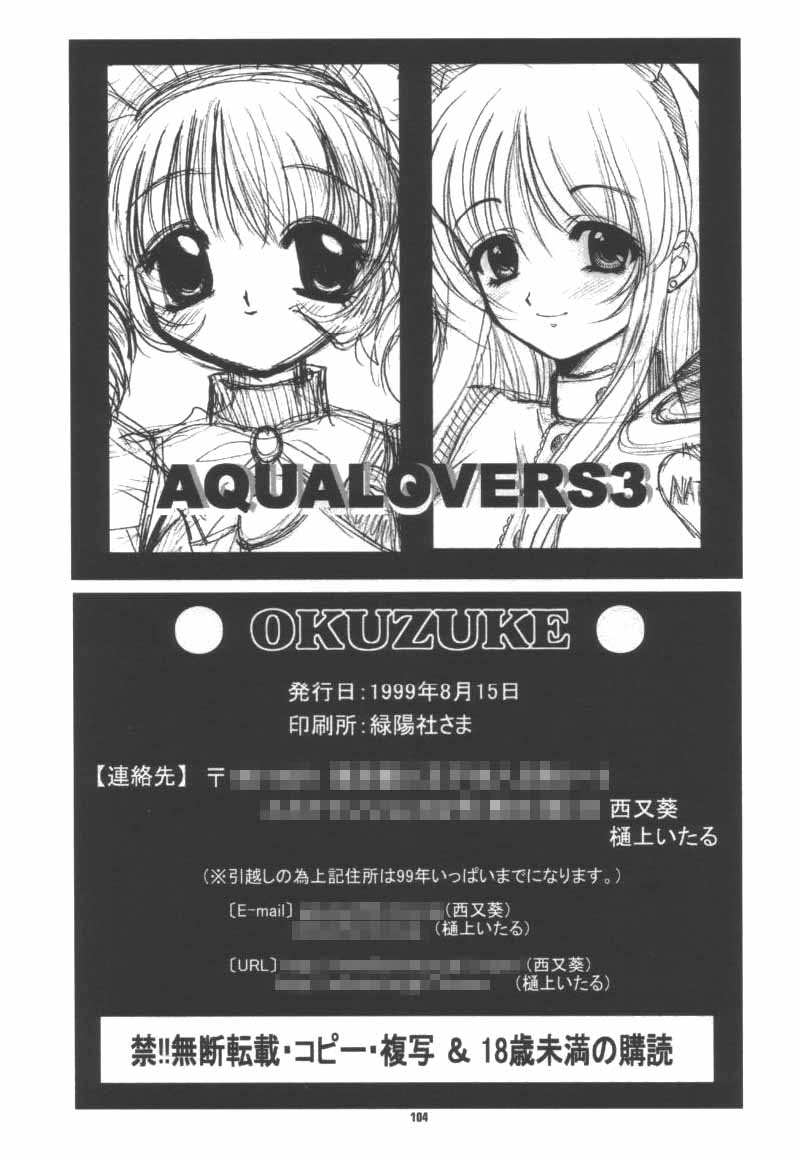 AQUALOVERS3
NAT
OKUZUKE
発行日：1999年8月15日
印刷所：緑陽社さま
【連絡先】 〒
西又葵
樋上いたる
（※引越しの為上記住所は99年いっぱいまでになります。）
〔E-mail〕 （西又葵）
（樋上いたる）
〔URL〕 （西又葵）
（樋上いたる）
禁!!無断転載・コピー・複写 & 18歳未満の購読
104